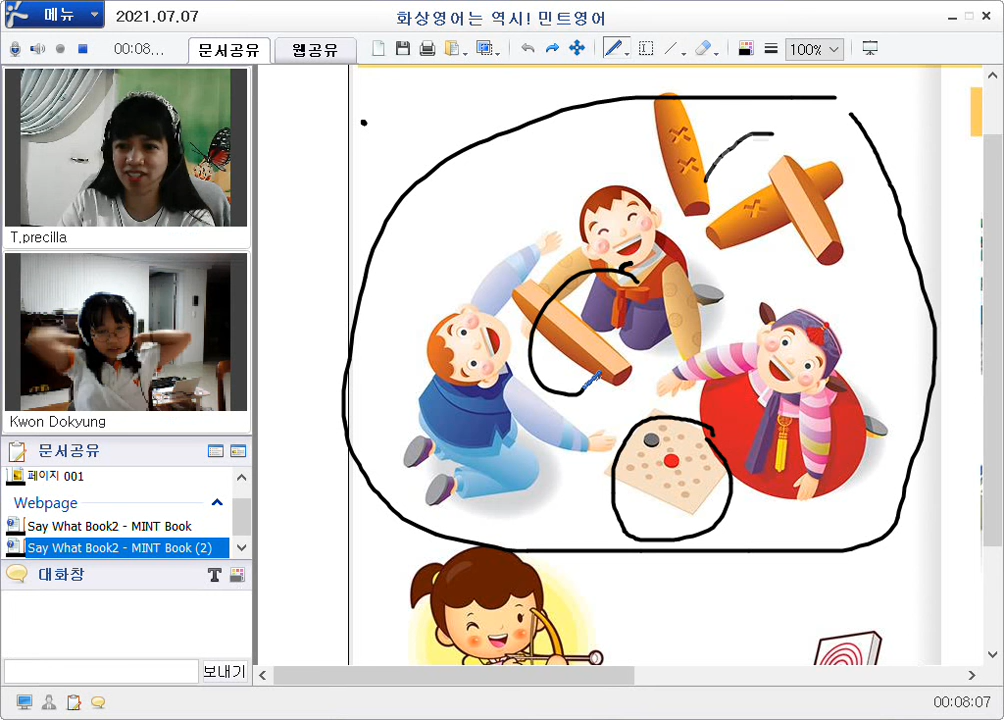 메뉴
2021.07.07
화상영어는 역시! 민트영어
00:08...
문서공유
웹공유
100%
T.precilla
Kwon Dokyung
문서공유
페이지 001
Webpage
Say What Book2 - MINT Book
Say What Book2 - MINT Book (2)
대화창
T
보내기
00:08:07